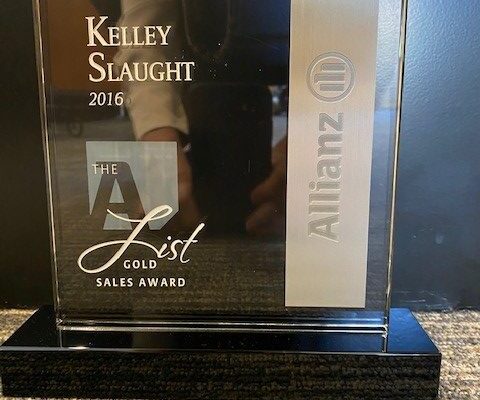 KELLEY
SLAUGHT
2016
THE
A
List
GOLD
SALES AWARD
Allianz